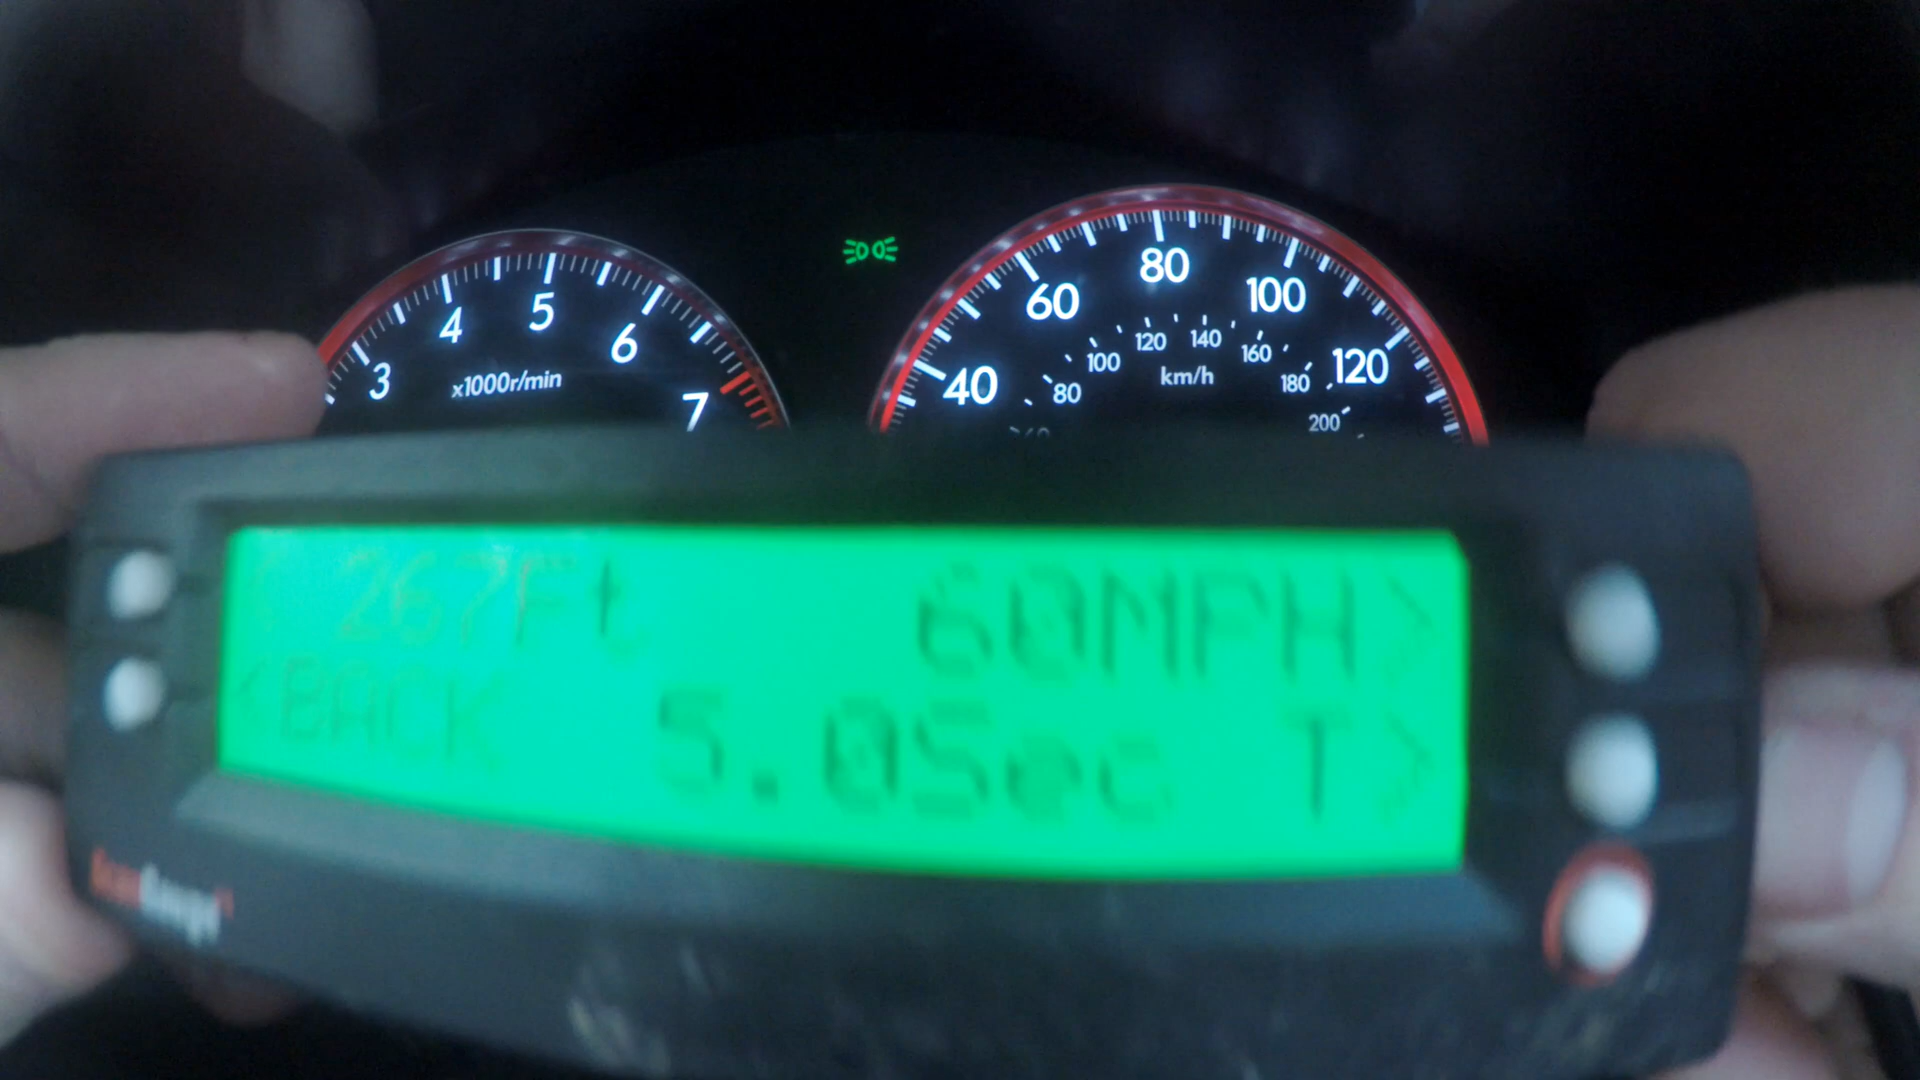 3 4 5 6 7
x1000r/min
40 60 80 100 120
80 100 120 140 160 180 200
km/h
267Ft 60MPH >
<BACK 5.0Sec T >
ScanGauge